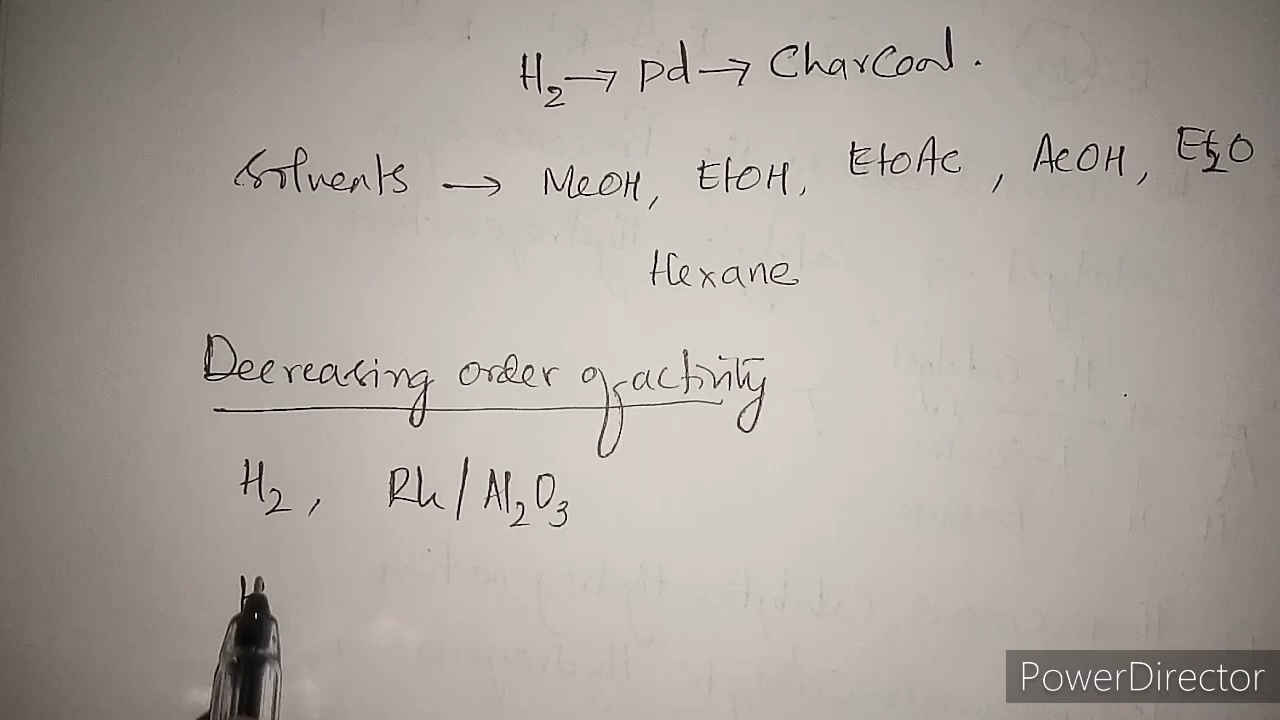 H₂ → Pd → Charcoal.
Solvents → MeOH, EtOH, EtOAc, AcOH, Et₂O
Hexane
Decreasing order of activity
H₂, Rh/Al₂O₃
H
PowerDirector